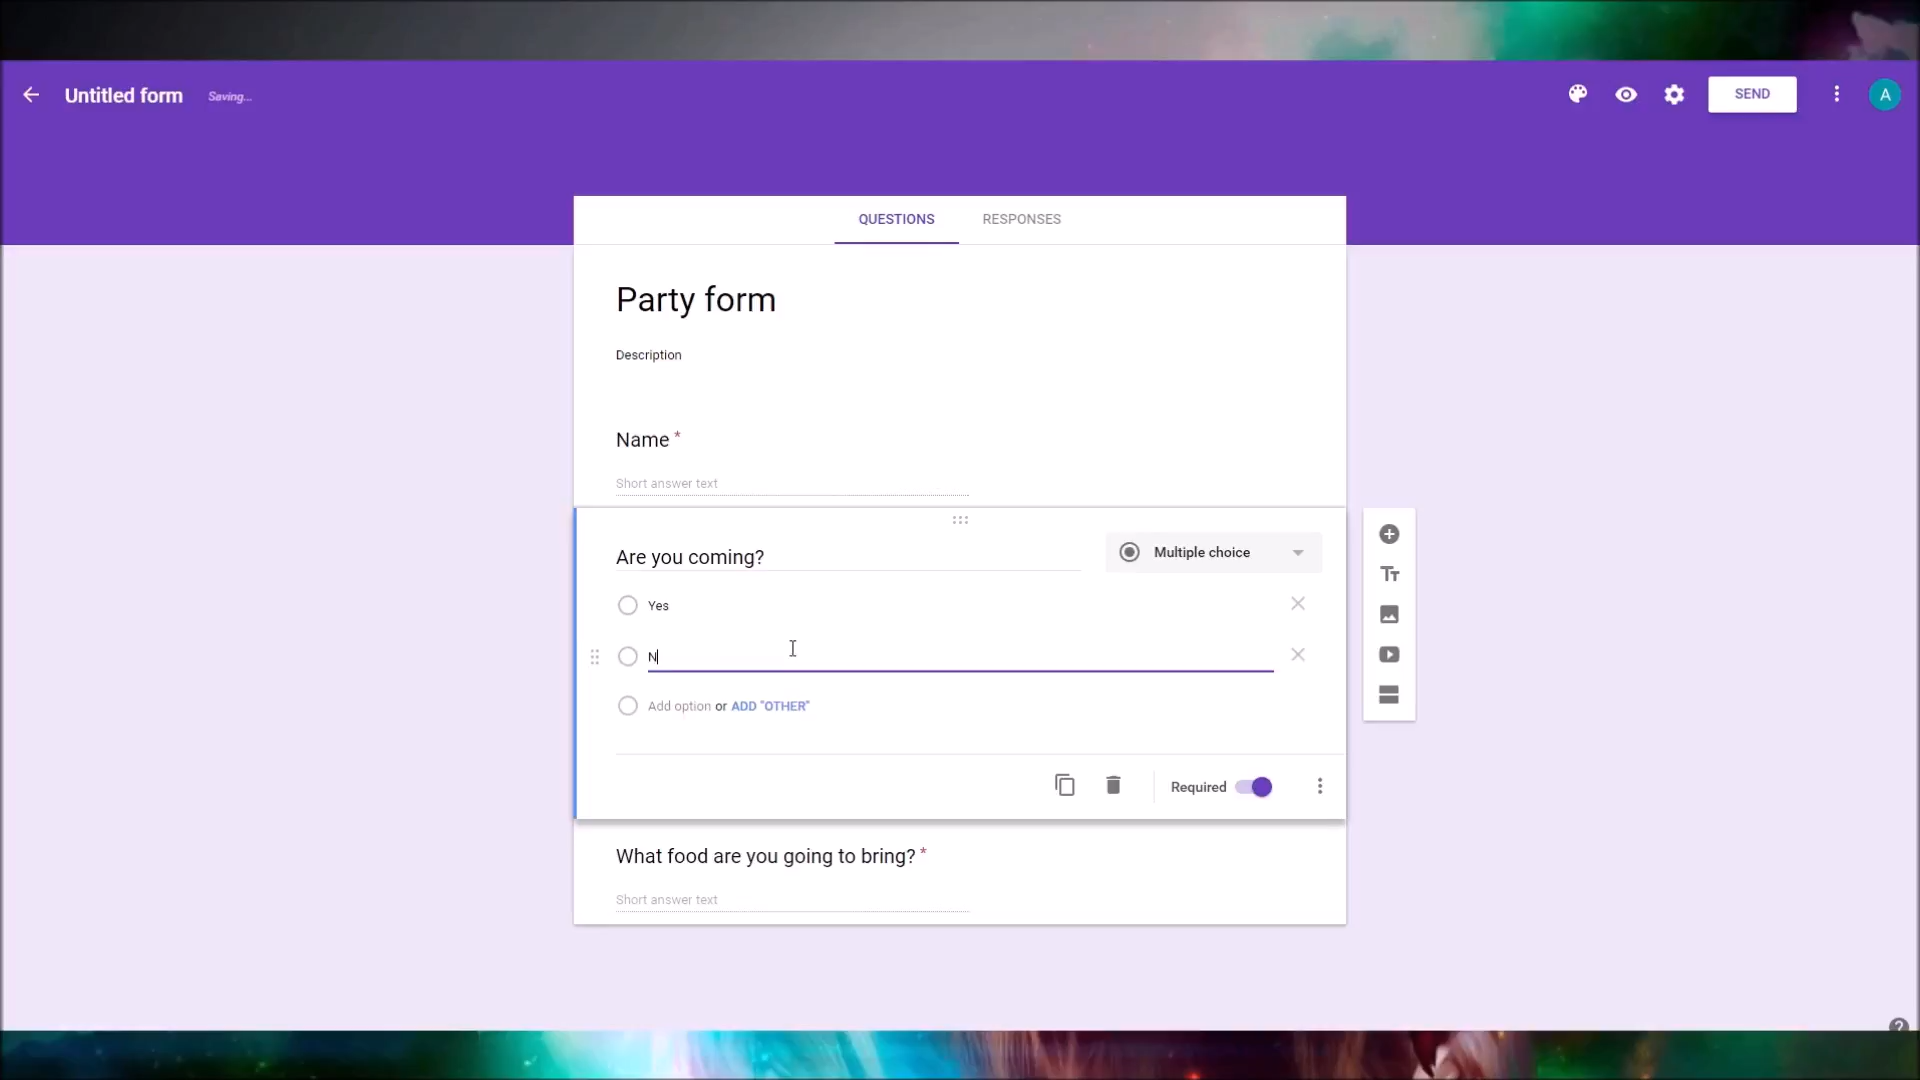 Untitled form
Saving...
SEND
A
QUESTIONS
RESPONSES
Party form
Description
Name *
Short answer text
Are you coming?
Multiple choice
Yes
N
Add option or ADD "OTHER"
Required
What food are you going to bring? *
Short answer text
?